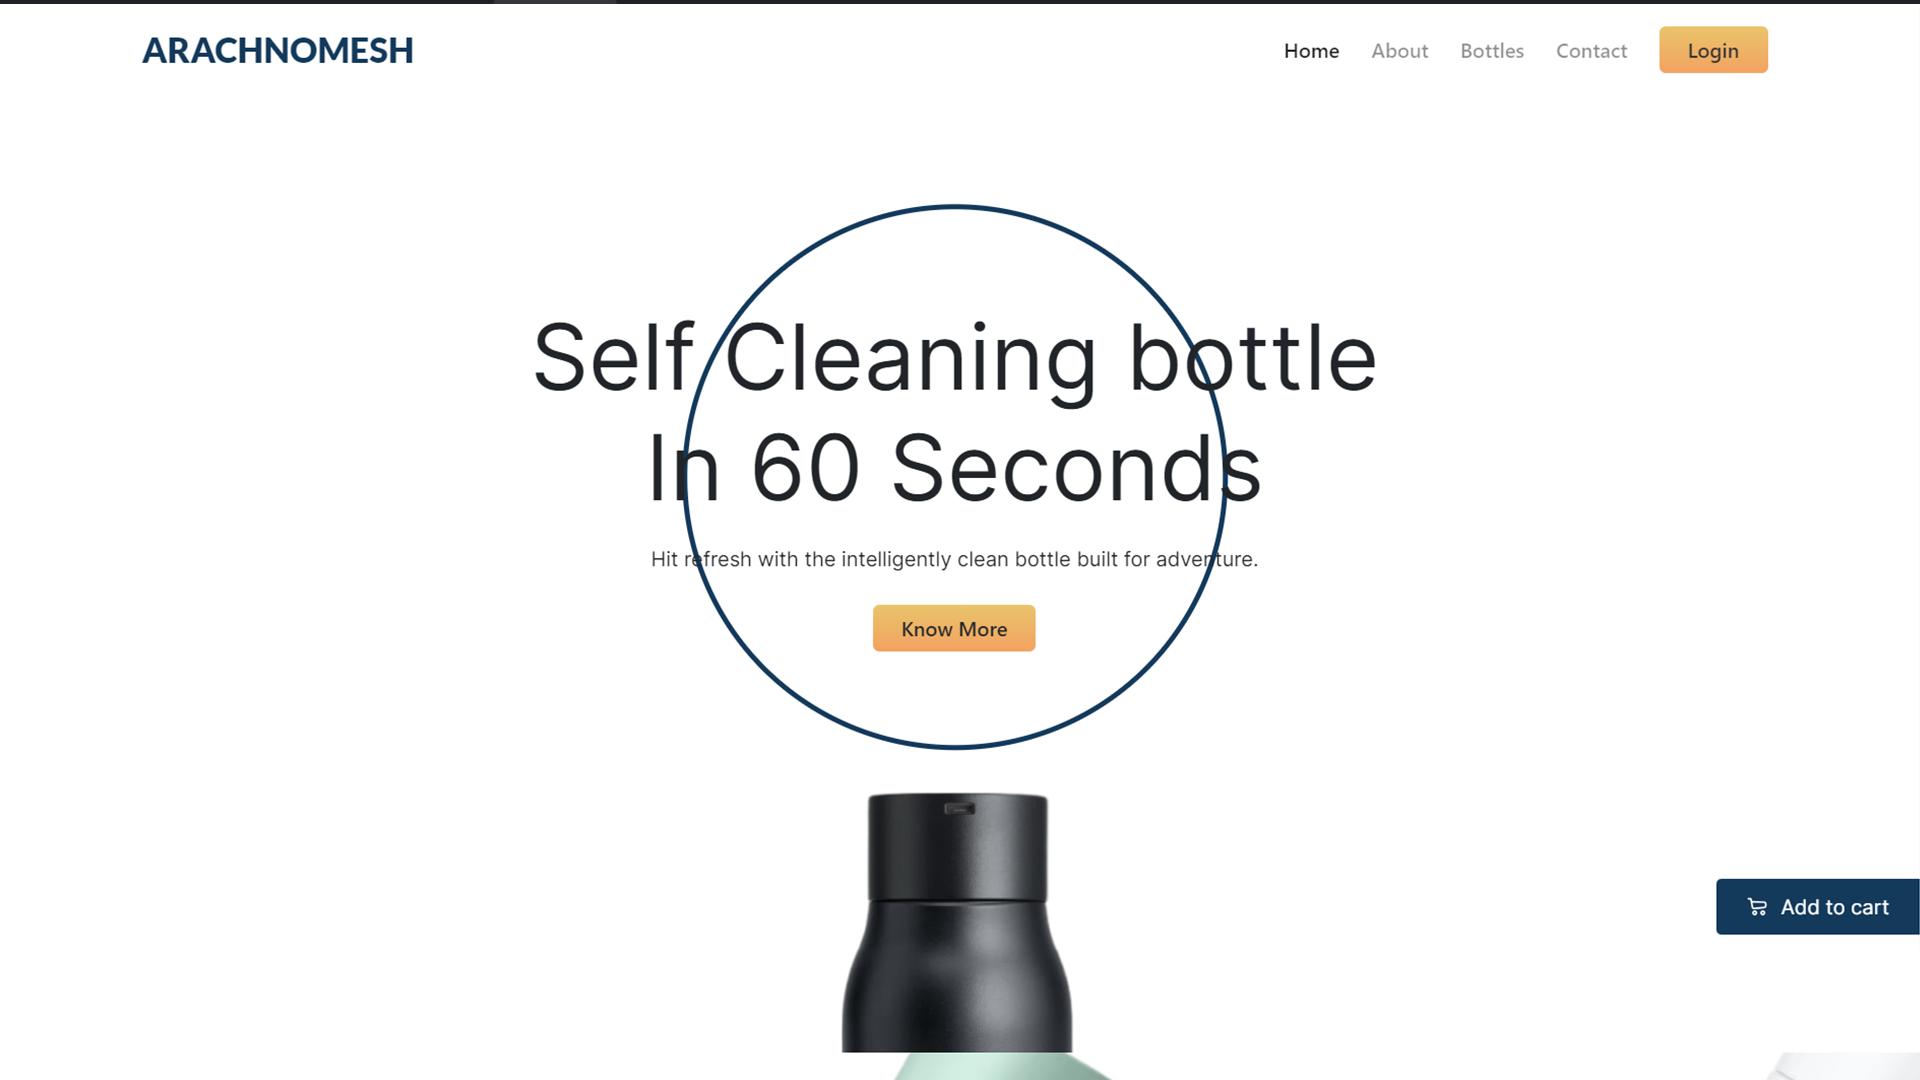 ARACHNOMESH
Home About Bottles Contact Login
Self Cleaning bottle
In 60 Seconds
Hit refresh with the intelligently clean bottle built for adventure.
Know More
Add to cart